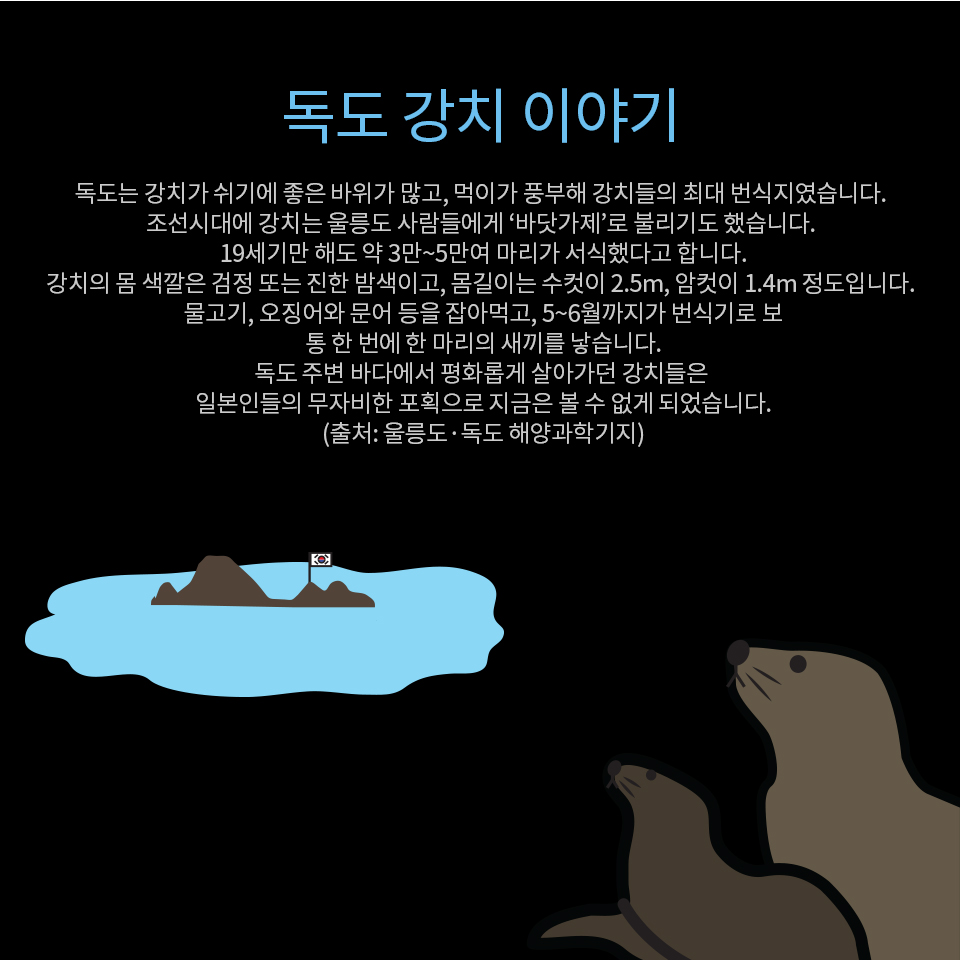 독도 강치 이야기
독도는 강치가 쉬기에 좋은 바위가 많고, 먹이가 풍부해 강치들의 최대 번식지였습니다.
조선시대에 강치는 울릉도 사람들에게 ‘바닷가제’로 불리기도 했습니다.
19세기만 해도 약 3만~5만여 마리가 서식했다고 합니다.
강치의 몸 색깔은 검정 또는 진한 밤색이고, 몸길이는 수컷이 2.5m, 암컷이 1.4m 정도입니다.
물고기, 오징어와 문어 등을 잡아먹고, 5~6월까지가 번식기로 보
통 한 번에 한 마리의 새끼를 낳습니다.
독도 주변 바다에서 평화롭게 살아가던 강치들은
일본인들의 무자비한 포획으로 지금은 볼 수 없게 되었습니다.
(출처: 울릉도·독도 해양과학기지)